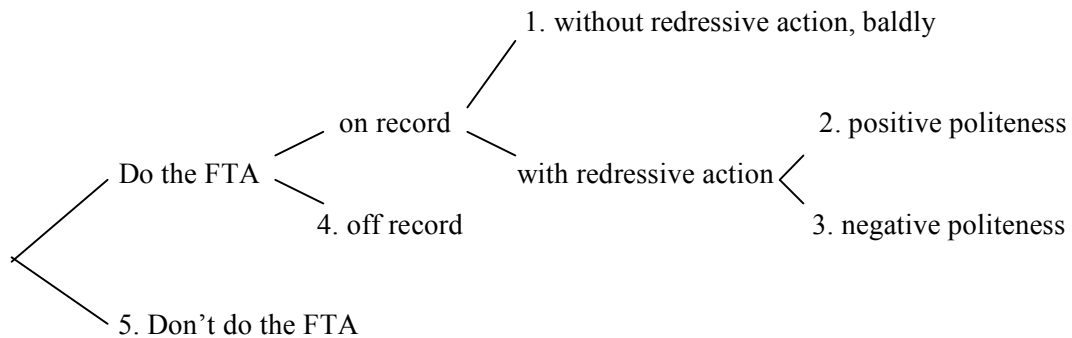 1. without redressive action, baldly
on record
2. positive politeness
Do the FTA
with redressive action
4. off record
3. negative politeness
5. Don’t do the FTA